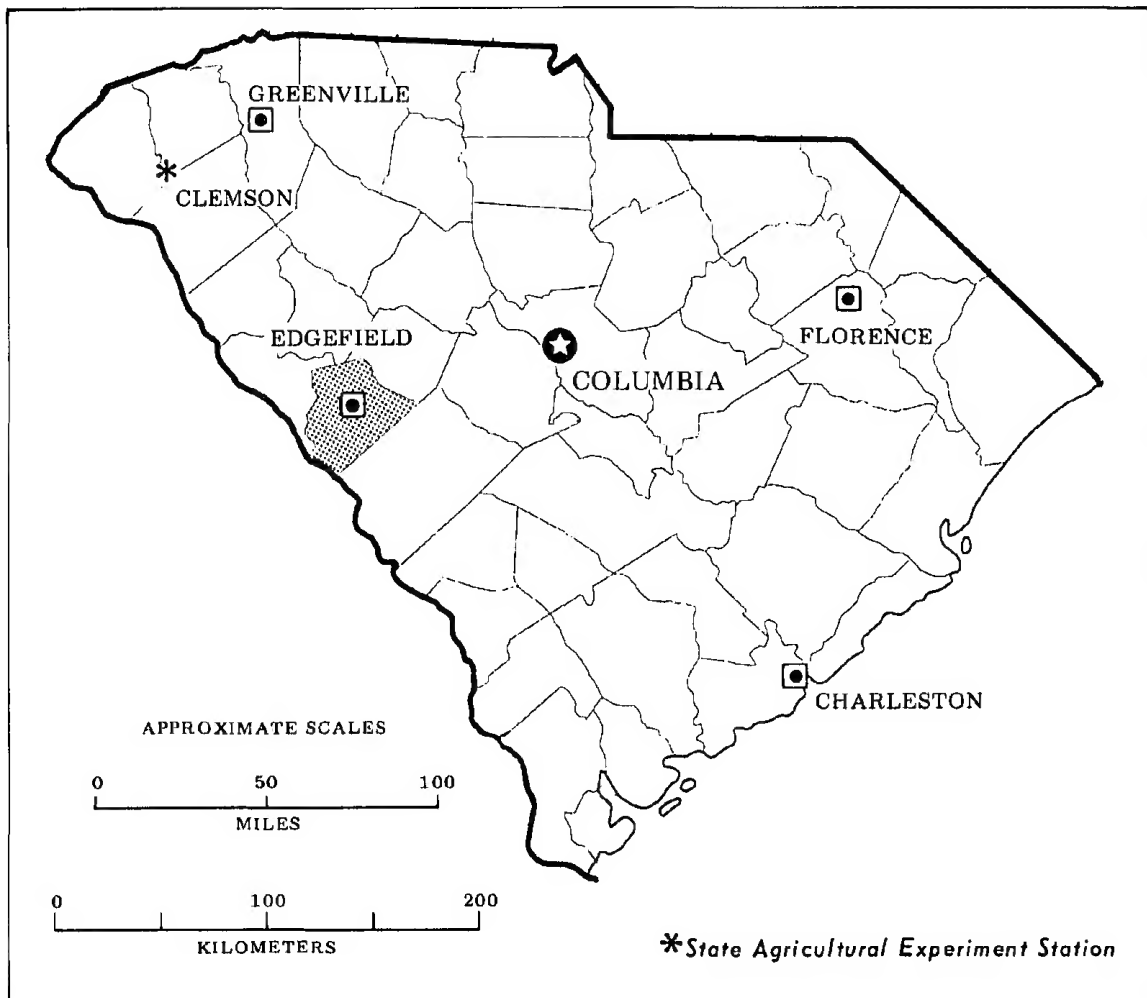 GREENVILLE
CLEMSON
EDGEFIELD
FLORENCE
COLUMBIA
CHARLESTON
APPROXIMATE SCALES
0 50 100
MILES
0 100 200
KILOMETERS
*State Agricultural Experiment Station